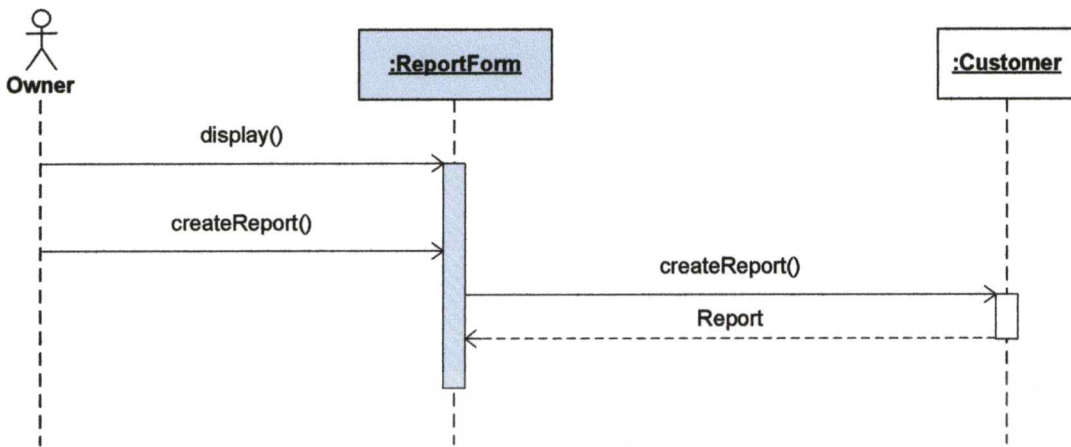 Owner
:ReportForm
:Customer
display()
createReport()
createReport()
Report